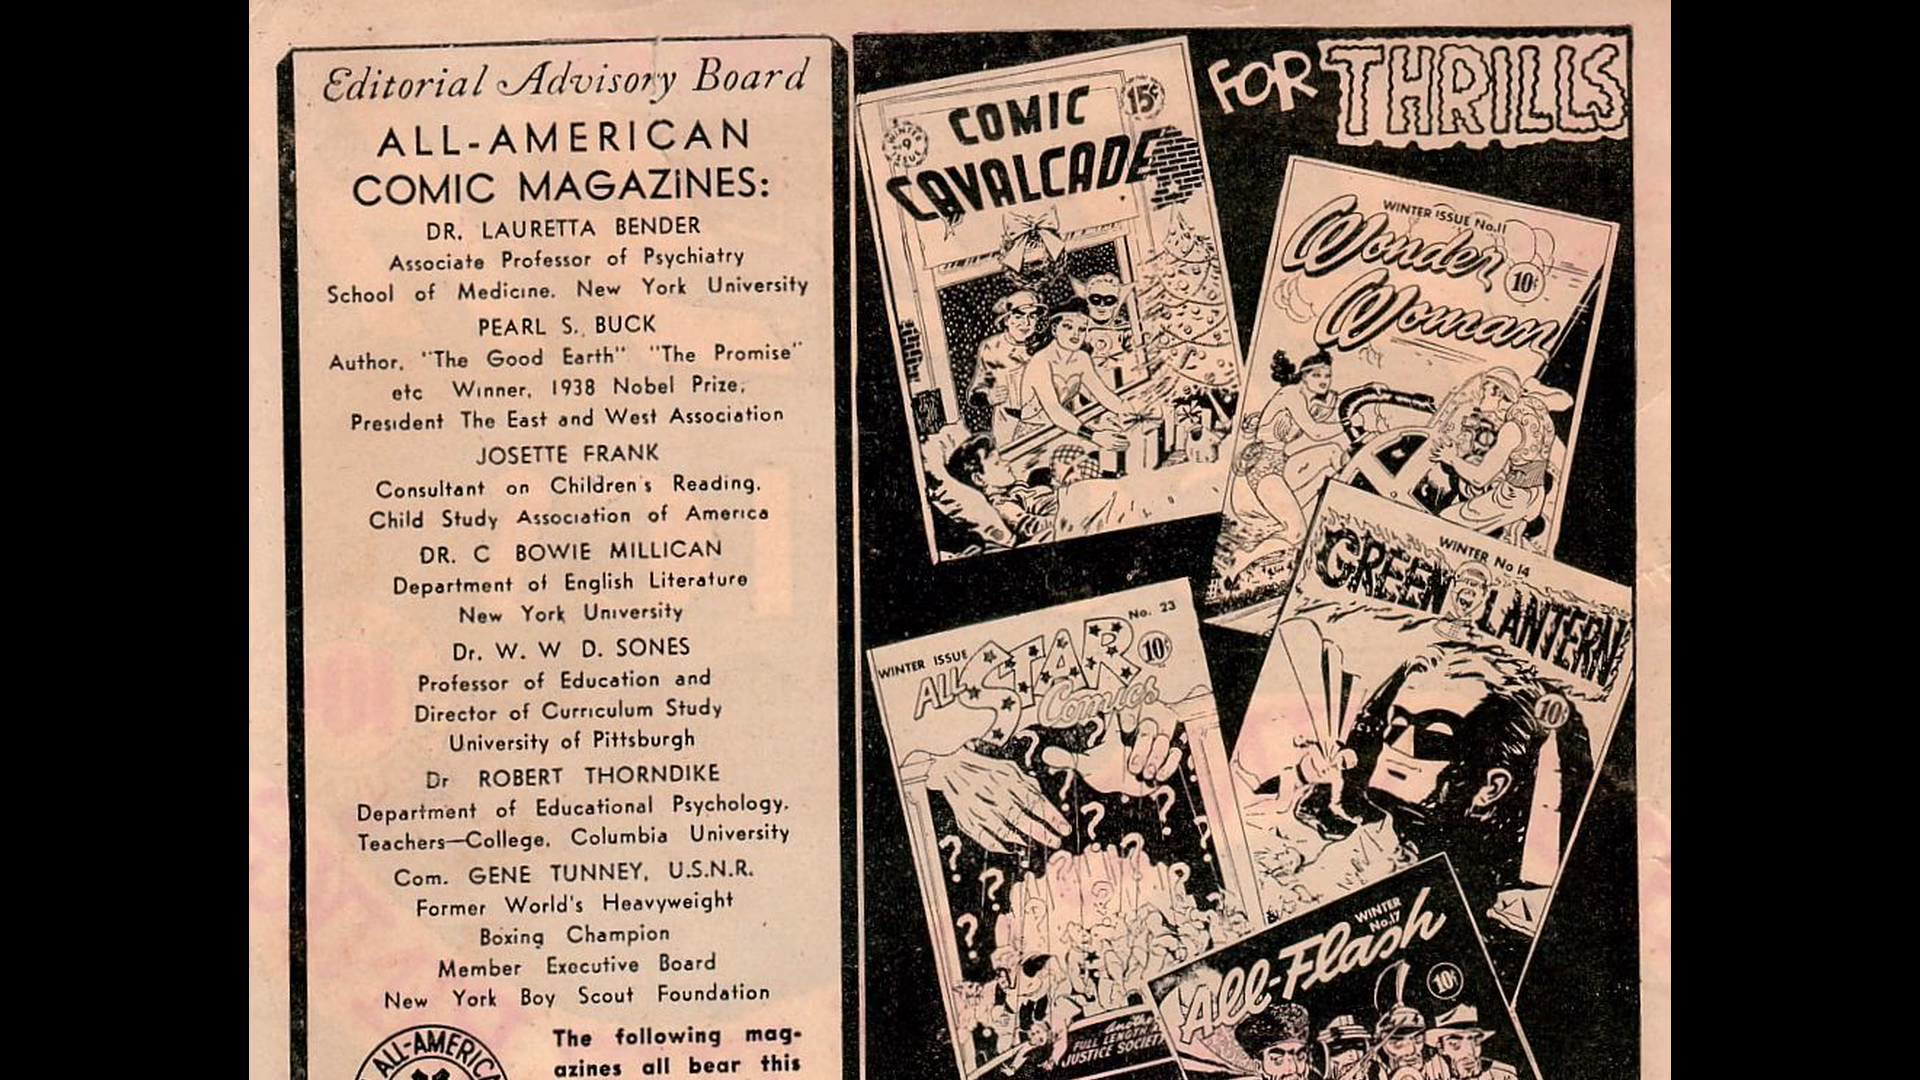 Editorial Advisory Board
ALL-AMERICAN
COMIC MAGAZINES:
DR. LAURETTA BENDER
Associate Professor of Psychiatry
School of Medicine. New York University
PEARL S. BUCK
Author, "The Good Earth" "The Promise"
etc Winner, 1938 Nobel Prize,
President The East and West Association
JOSETTE FRANK
Consultant on Children's Reading.
Child Study Association of America
DR. C BOWIE MILLICAN
Department of English Literature
New York University
Dr. W. W D. SONES
Professor of Education and
Director of Curriculum Study
University of Pittsburgh
Dr ROBERT THORNDIKE
Department of Educational Psychology.
Teachers—College, Columbia University
Com. GENE TUNNEY, U.S.N.R.
Former World's Heavyweight
Boxing Champion
Member Executive Board
New York Boy Scout Foundation
The following mag-
azines all bear this
FOR THRILLS
COMIC
CAVALCADE
15¢
WINTER
9
ISSUE
WINTER ISSUE No.11
Wonder
Woman
10¢
WINTER No 14
GREEN LANTERN
10¢
No. 23
WINTER ISSUE
ALL STAR
Comics
10¢
FULL LENGTH
JUSTICE SOCIETY
WINTER
No.17
All-Flash
10¢